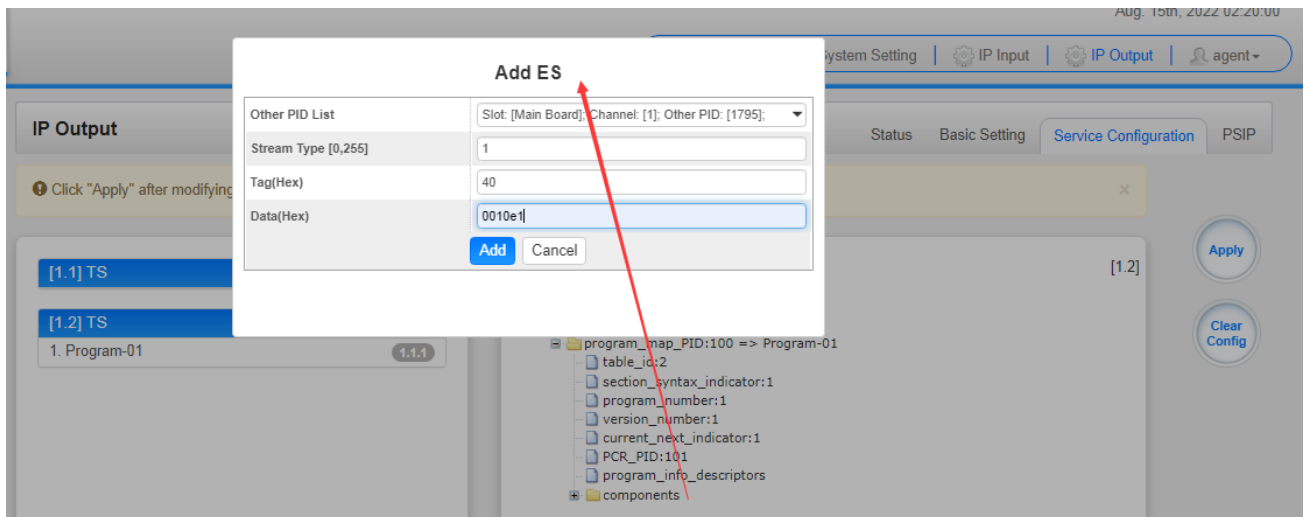 Aug. 15th, 2022 02:20:00
System Setting | IP Input | IP Output | agent
Add ES
Other PID List Slot: [Main Board]; Channel: [1]; Other PID: [1795];
Stream Type [0,255] 1
Tag(Hex) 40
Data(Hex) 0010e1
Add Cancel
IP Output
Status Basic Setting Service Configuration PSIP
Click "Apply" after modifying ×
[1.1] TS
[1.2]
Apply
[1.2] TS
Clear Config
1. Program-01 1.1.1
program_map_PID:100 => Program-01
table_id:2
section_syntax_indicator:1
program_number:1
version_number:1
current_next_indicator:1
PCR_PID:101
program_info_descriptors
components